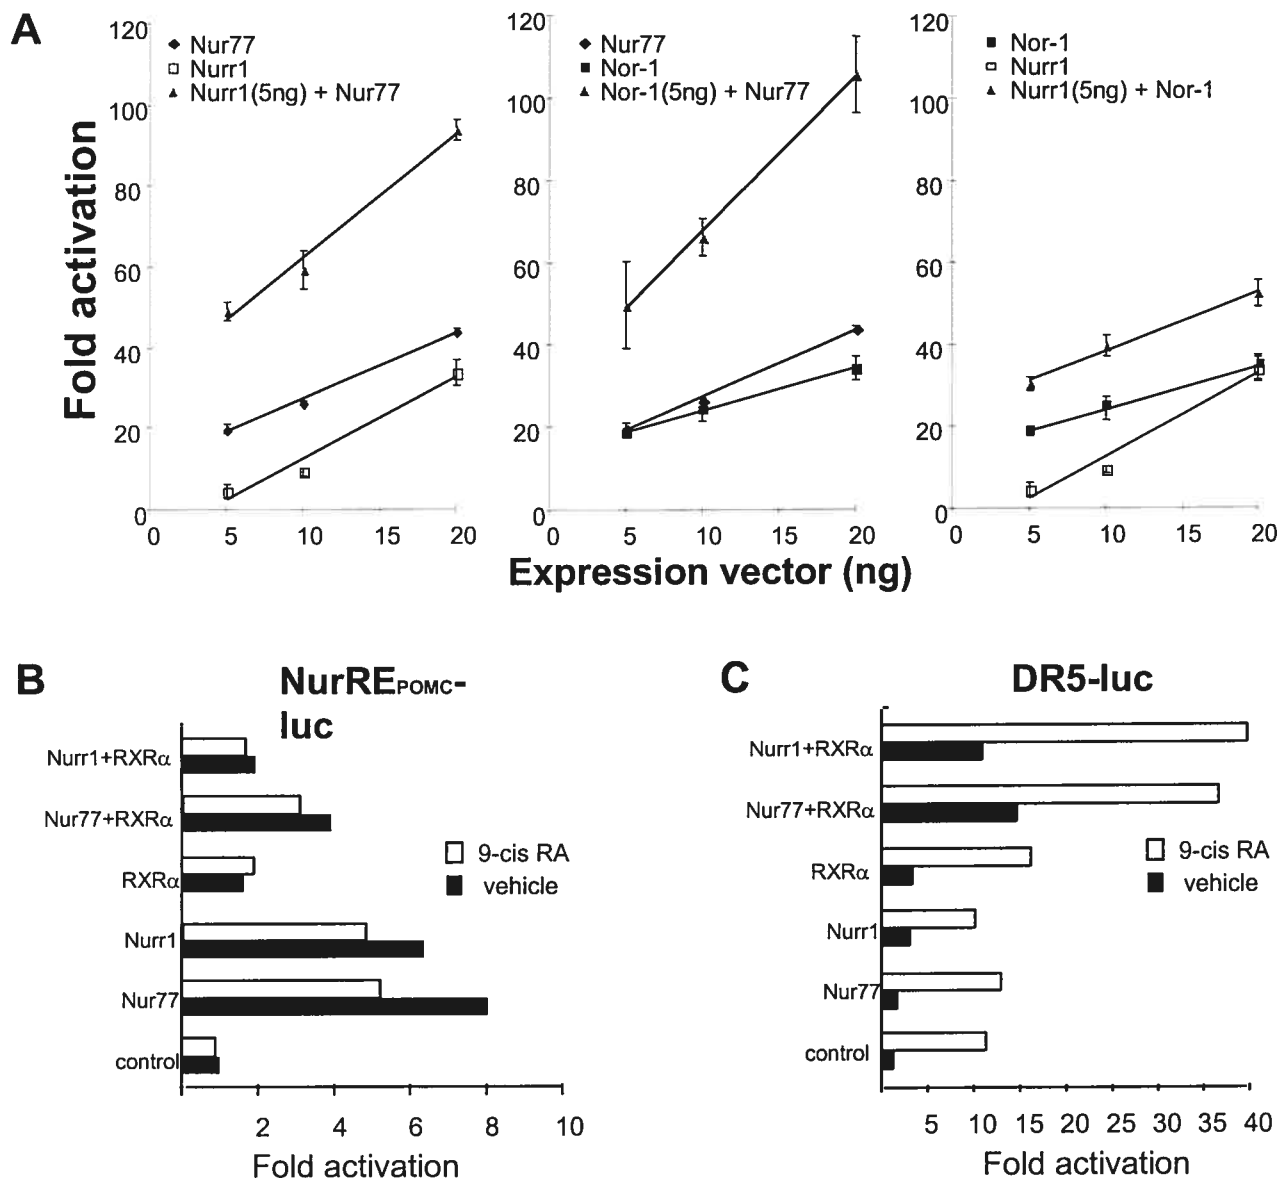 A
120
100
80
60
40
20
0
Nur77
Nurr1
Nurr1(5ng) + Nur77
0 5 10 15 20
120
100
80
60
40
20
0
Nur77
Nor-1
Nor-1(5ng) + Nur77
0 5 10 15 20
120
100
80
60
40
20
0
Nor-1
Nurr1
Nurr1(5ng) + Nor-1
0 5 10 15 20
Fold activation
Expression vector (ng)
B
NurREPOMC-
luc
Nurr1+RXRα
Nur77+RXRα
RXRα
Nurr1
Nur77
control
9-cis RA
vehicle
2 4 6 8 10
Fold activation
C
DR5-luc
Nurr1+RXRα
Nur77+RXRα
RXRα
Nurr1
Nur77
control
9-cis RA
vehicle
5 10 15 20 25 30 35 40
Fold activation